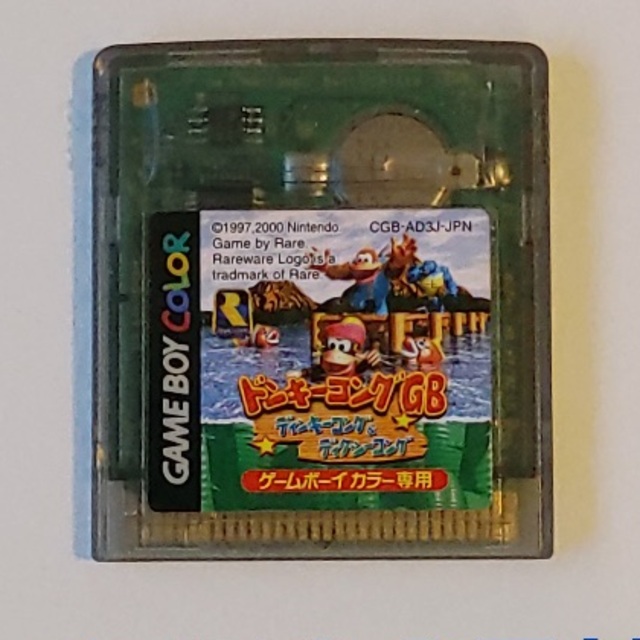 ©1997,2000 Nintendo
CGB-AD3J-JPN
Game by Rare
Rareware Logo is a
tradmark of Rare
R
GAME BOY COLOR
ドンキーコングGB
ディンキーコング&
ディクシーコング
ゲームボーイカラー専用